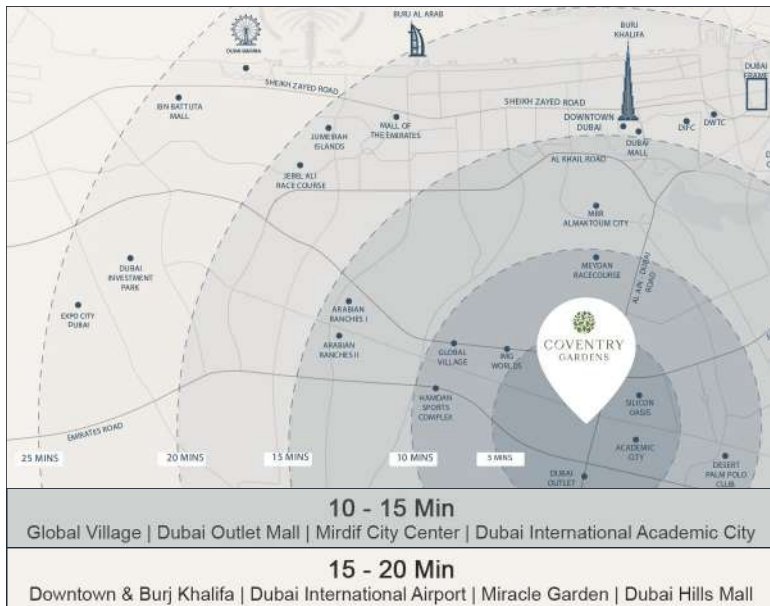 BURJ AL ARAB
BURJ
KHALIFA
DUBAI MARINA
DUBAI
FRAME
SHEIKH ZAYED ROAD
IBN BATTUTA
MALL
SHEIKH ZAYED ROAD
MALL OF
THE EMIRATES
JUMEIRAH
ISLANDS
DOWNTOWN
DUBAI
DIFC
DWTC
DUBAI
MALL
JEBEL ALI
RACE COURSE
AL KHAIL ROAD
MBR
ALMAKTOUM CITY
DUBAI
INVESTMENT
PARK
MEYDAN
RACECOURSE
AL AIN - DUBAI
ROAD
EXPO CITY
DUBAI
ARABIAN
RANCHES I
ARABIAN
RANCHES II
GLOBAL
VILLAGE
IMG
WORLDS
COVENTRY
GARDENS
HAMDAN
SPORTS
COMPLEX
SILICON
OASIS
EMIRATES ROAD
ACADEMIC
CITY
25 MINS
20 MINS
15 MINS
10 MINS
5 MINS
DUBAI
OUTLET
DESERT
PALM POLO
CLUB
10 - 15 Min
Global Village | Dubai Outlet Mall | Mirdif City Center | Dubai International Academic City
15 - 20 Min
Downtown & Burj Khalifa | Dubai International Airport | Miracle Garden | Dubai Hills Mall